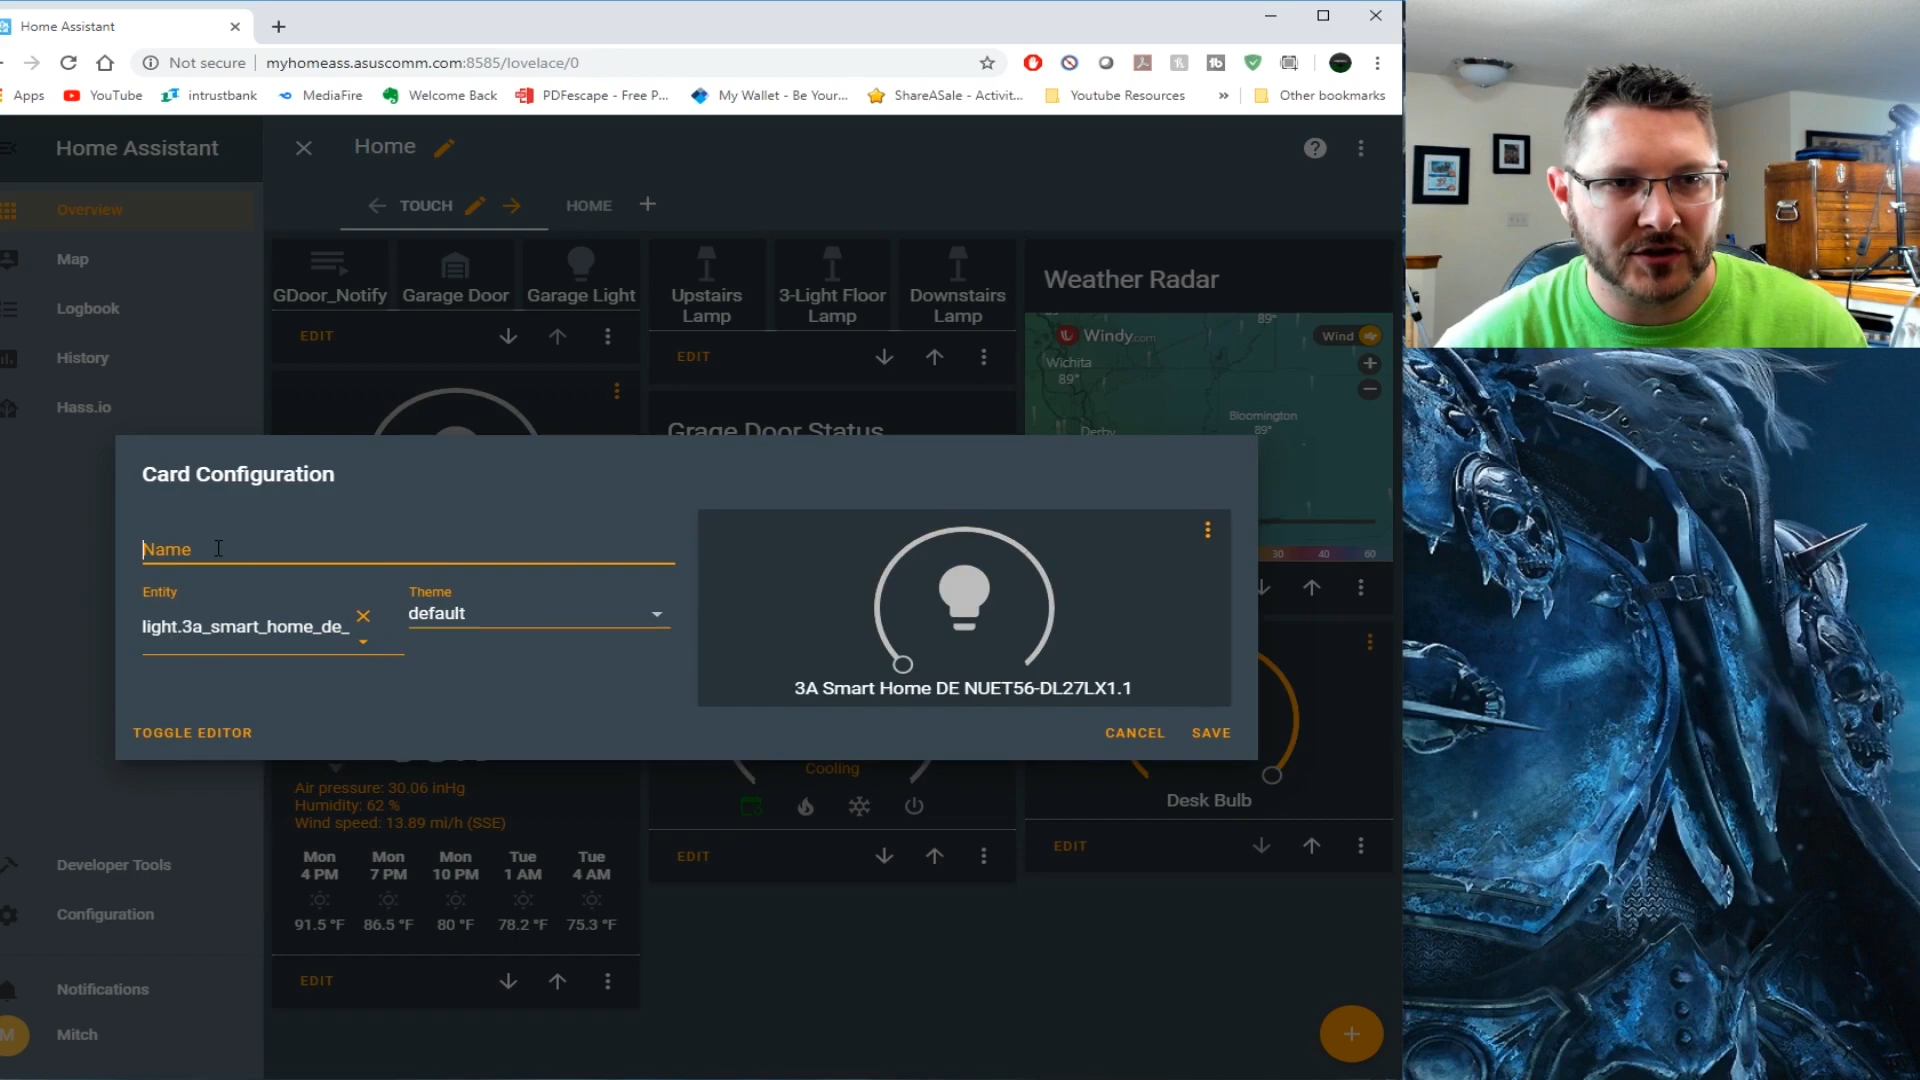 Home Assistant
Not secure
myhomeass.asuscomm.com:8585/lovelace/0
Apps
YouTube
intrustbank
MediaFire
Welcome Back
PDFescape - Free P...
My Wallet - Be Your...
ShareASale - Activit...
Youtube Resources
»
Other bookmarks
Home Assistant
Home
TOUCH
HOME
Overview
Map
Logbook
History
Hass.io
Developer Tools
Configuration
Notifications
M
Mitch
GDoor_Notify
Garage Door
Garage Light
EDIT
Upstairs
Lamp
3-Light Floor
Lamp
Downstairs
Lamp
EDIT
Weather Radar
Windy.com
Wind
89°
89°
Wichita
89°
Bloomington
89°
Derby
30
40
60
Grage Door Status
Card Configuration
Name
Entity
light.3a_smart_home_de_
Theme
default
3A Smart Home DE NUET56-DL27LX1.1
TOGGLE EDITOR
CANCEL
SAVE
Air pressure: 30.06 inHg
Humidity: 62 %
Wind speed: 13.89 mi/h (SSE)
Mon
4 PM
Mon
7 PM
Mon
10 PM
Tue
1 AM
Tue
4 AM
91.5 °F
86.5 °F
80 °F
78.2 °F
75.3 °F
EDIT
Cooling
EDIT
Desk Bulb
EDIT